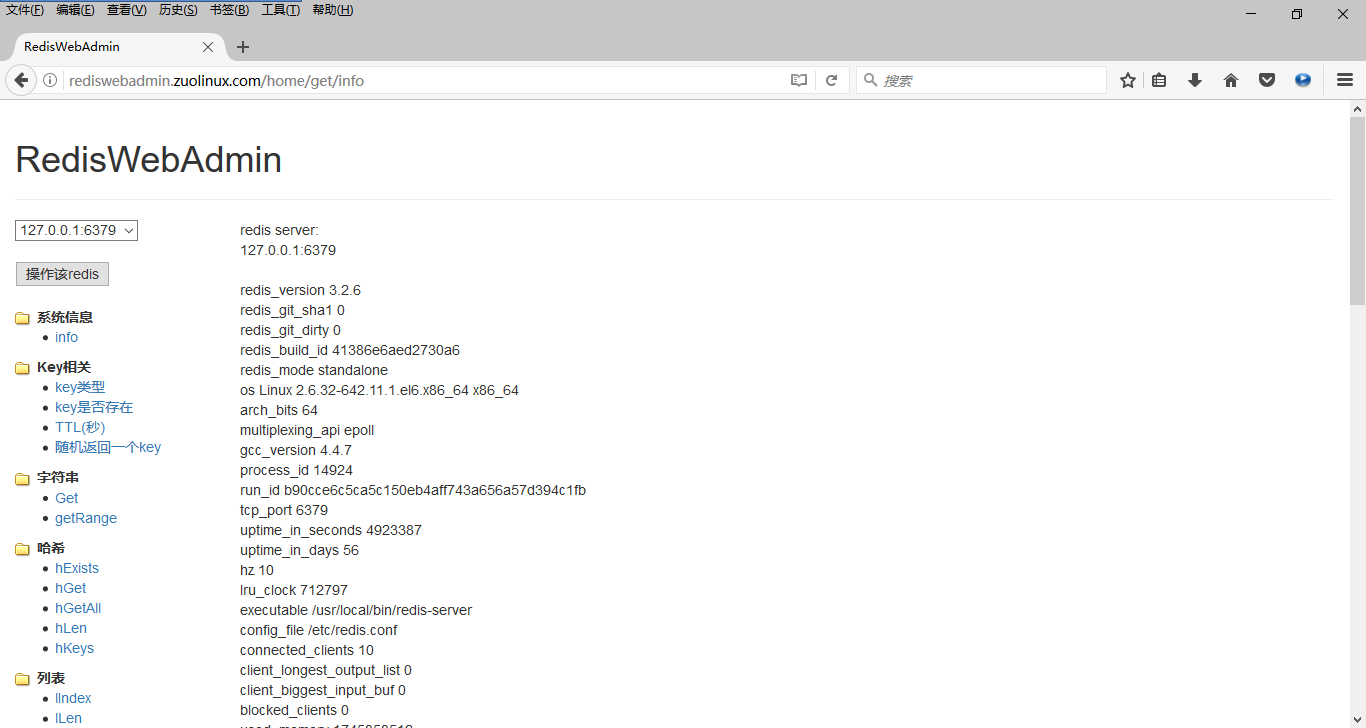 文件(F) 编辑(E) 查看(V) 历史(S) 书签(B) 工具(T) 帮助(H)
RedisWebAdmin
rediswebadmin.zuolinux.com/home/get/info
搜索
RedisWebAdmin
127.0.0.1:6379
操作该redis
系统信息
info
Key相关
key类型
key是否存在
TTL(秒)
随机返回一个key
字符串
Get
getRange
哈希
hExists
hGet
hGetAll
hLen
hKeys
列表
lIndex
lLen
redis server:
127.0.0.1:6379
redis_version 3.2.6
redis_git_sha1 0
redis_git_dirty 0
redis_build_id 41386e6aed2730a6
redis_mode standalone
os Linux 2.6.32-642.11.1.el6.x86_64 x86_64
arch_bits 64
multiplexing_api epoll
gcc_version 4.4.7
process_id 14924
run_id b90cce6c5ca5c150eb4aff743a656a57d394c1fb
tcp_port 6379
uptime_in_seconds 4923387
uptime_in_days 56
hz 10
lru_clock 712797
executable /usr/local/bin/redis-server
config_file /etc/redis.conf
connected_clients 10
client_longest_output_list 0
client_biggest_input_buf 0
blocked_clients 0